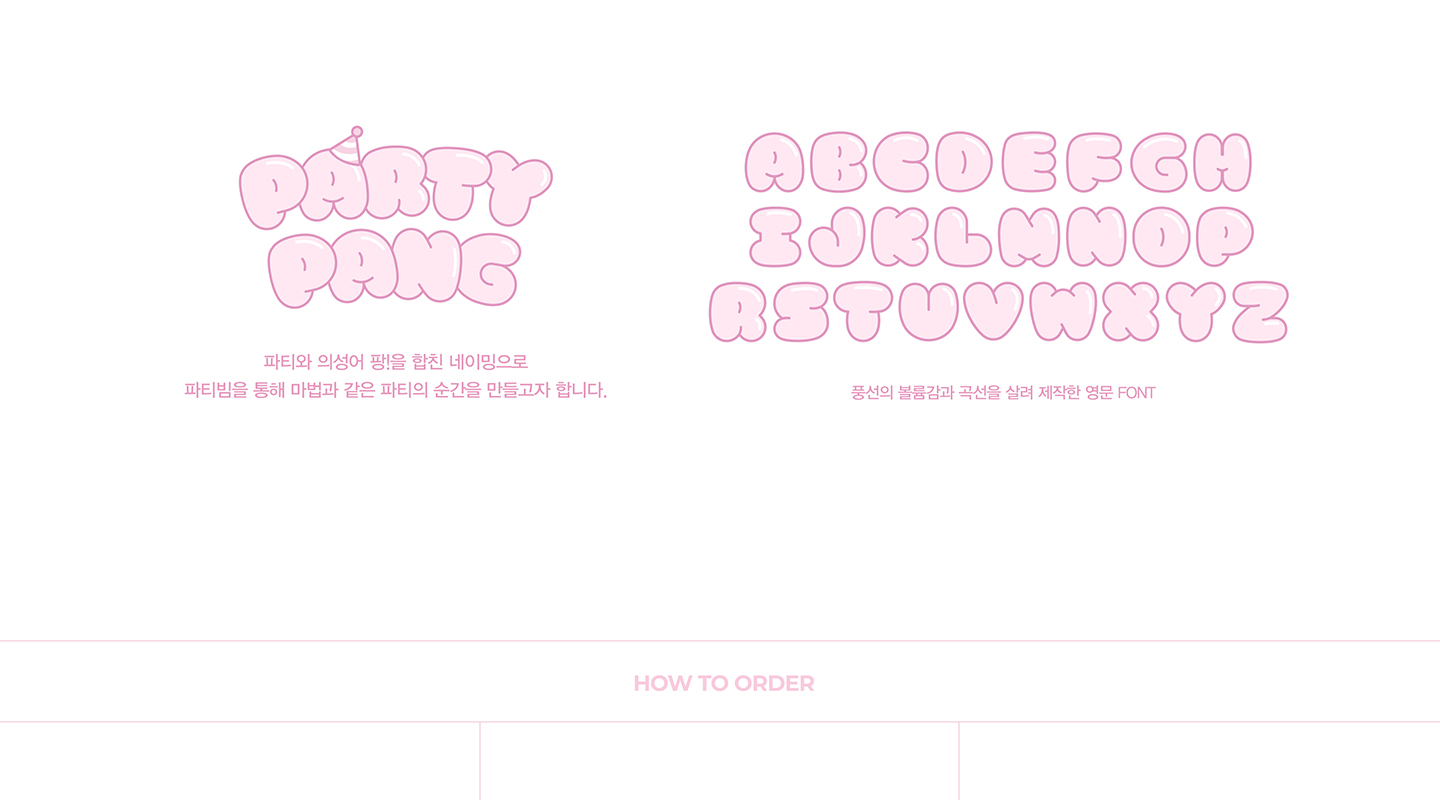 PARTY
PANG
파티와 의성어 팡!을 합친 네이밍으로
파티빔을 통해 마법과 같은 파티의 순간을 만들고자 합니다.
ABCDEFGH
IJKLMNOP
RSTUVWXYZ
풍선의 볼륨감과 곡선을 살려 제작한 영문 FONT
HOW TO ORDER